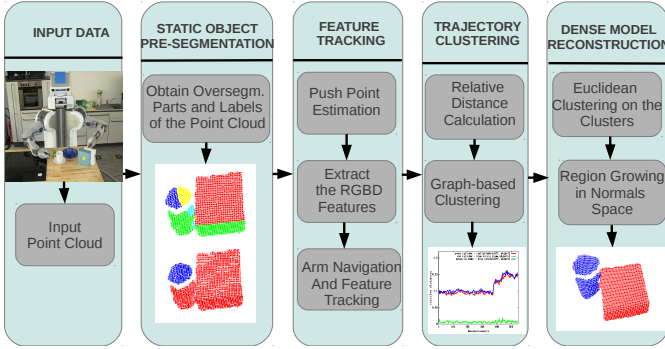 INPUT DATA
Input
Point Cloud
STATIC OBJECT
PRE-SEGMENTATION
Obtain Oversegm.
Parts and Labels
of the Point Cloud
FEATURE
TRACKING
Push Point
Estimation
Extract
the RGBD
Features
Arm Navigation
And Feature
Tracking
TRAJECTORY
CLUSTERING
Relative
Distance
Calculation
Graph-based
Clustering
DENSE MODEL
RECONSTRUCTION
Euclidean
Clustering on the
Clusters
Region Growing
in Normals
Space